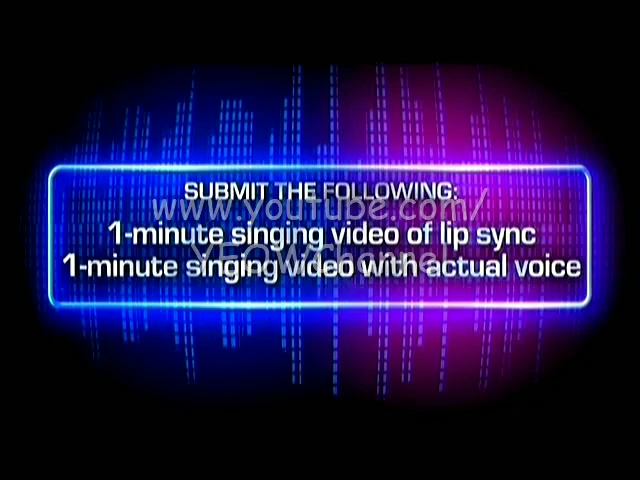 SUBMIT THE FOLLOWING:
www.youtube.com/
1-minute singing video of lip sync
YEOWChannel
1-minute singing video with actual voice